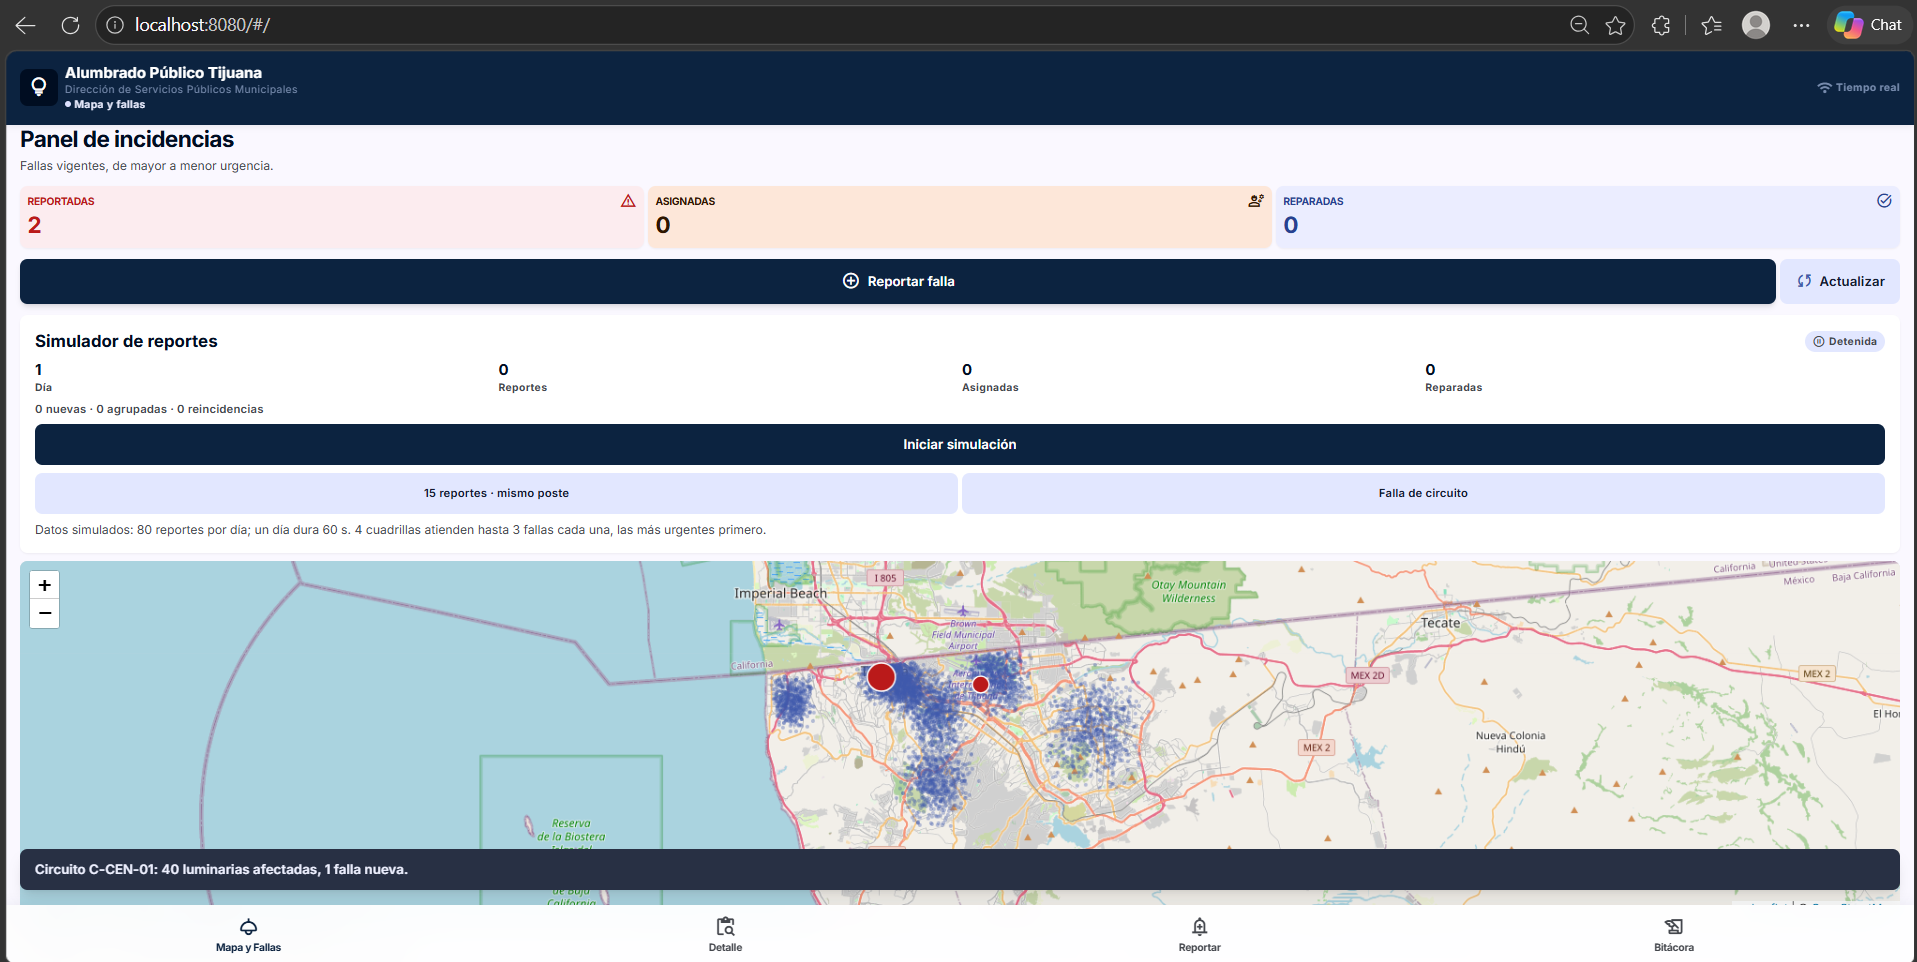 localhost:8080/#/
Chat
Alumbrado Público Tijuana
Dirección de Servicios Públicos Municipales
Mapa y fallas
Tiempo real
Panel de incidencias
Fallas vigentes, de mayor a menor urgencia.
REPORTADAS
2
ASIGNADAS
0
REPARADAS
0
Reportar falla
Actualizar
Simulador de reportes
Detenida
1
Día
0
Reportes
0
Asignadas
0
Reparadas
0 nuevas · 0 agrupadas · 0 reincidencias
Iniciar simulación
15 reportes · mismo poste
Falla de circuito
Datos simulados: 80 reportes por día; un día dura 60 s. 4 cuadrillas atienden hasta 3 fallas cada una, las más urgentes primero.
+
−
Imperial Beach
I 805
Otay Mountain
Wilderness
California
México
Baja California
Brown
Field Municipal
Airport
Tecate
California
MEX 2D
MEX 2
MEX 2
Nueva Colonia
Hindú
Reserva
de la Biosfera
Circuito C-CEN-01: 40 luminarias afectadas, 1 falla nueva.
de Baja
California
Mapa y Fallas
Detalle
Reportar
Bitácora